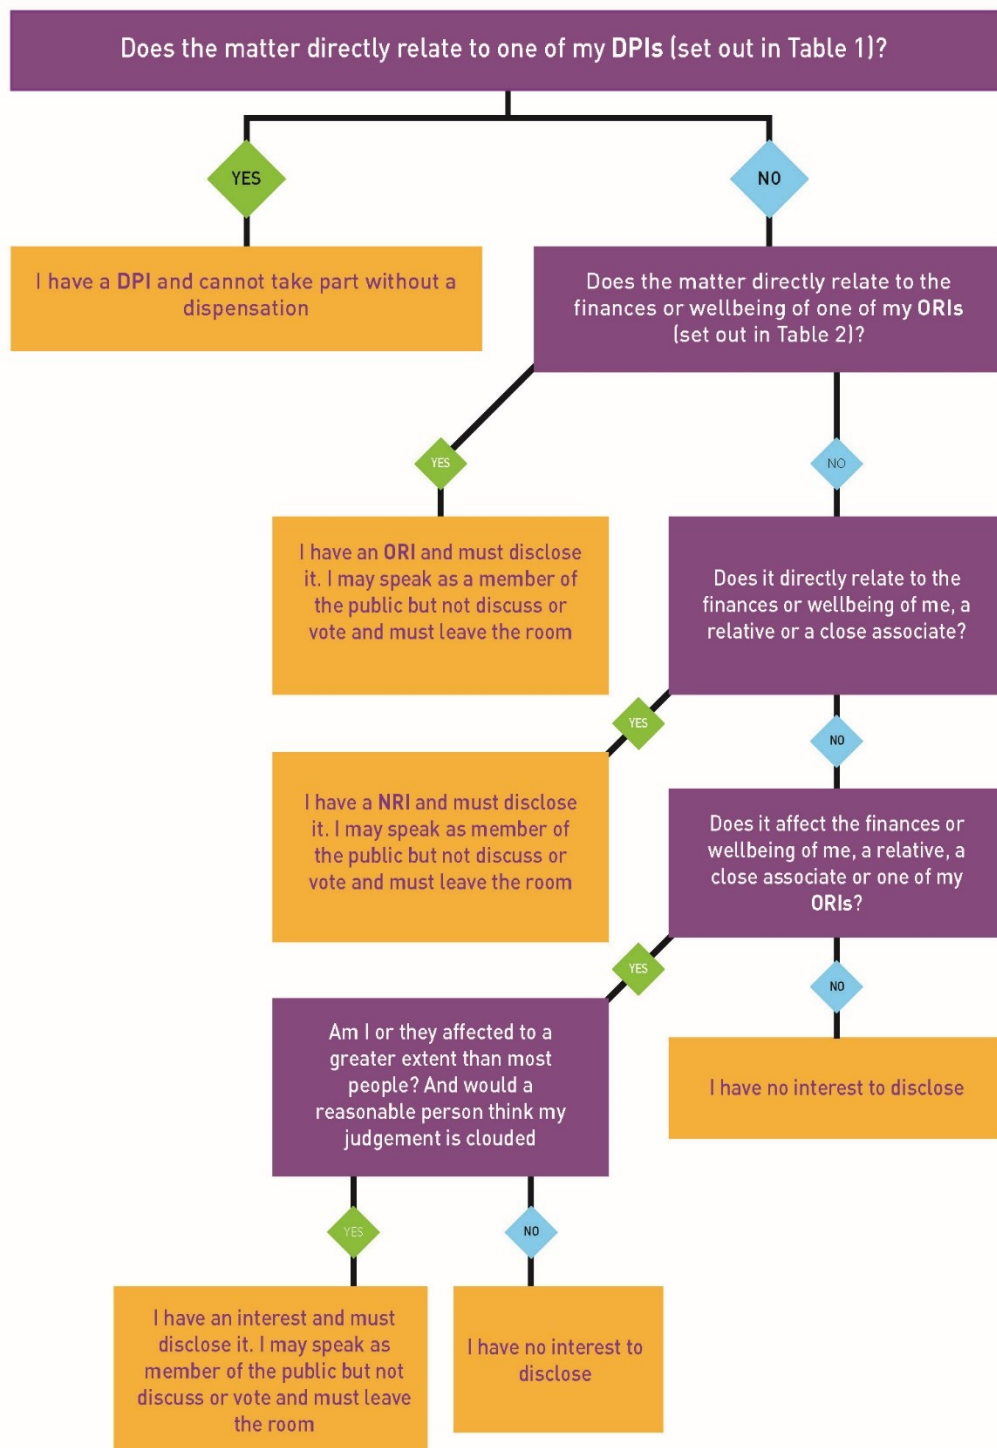 Does the matter directly relate to one of my DPIs (set out in Table 1)?
YES
NO
I have a DPI and cannot take part without a
dispensation
Does the matter directly relate to the
finances or wellbeing of one of my ORIs
(set out in Table 2)?
YES
NO
I have an ORI and must disclose
it. I may speak as a member of
the public but not discuss or
vote and must leave the room
Does it directly relate to the
finances or wellbeing of me, a
relative or a close associate?
YES
NO
I have a NRI and must disclose
it. I may speak as member of
the public but not discuss or
vote and must leave the room
Does it affect the finances or
wellbeing of me, a relative, a
close associate or one of my
ORIs?
YES
NO
Am I or they affected to a
greater extent than most
people? And would a
reasonable person think my
judgement is clouded
I have no interest to disclose
YES
NO
I have an interest and must
disclose it. I may speak as
member of the public but not
discuss or vote and must leave
the room
I have no interest to
disclose